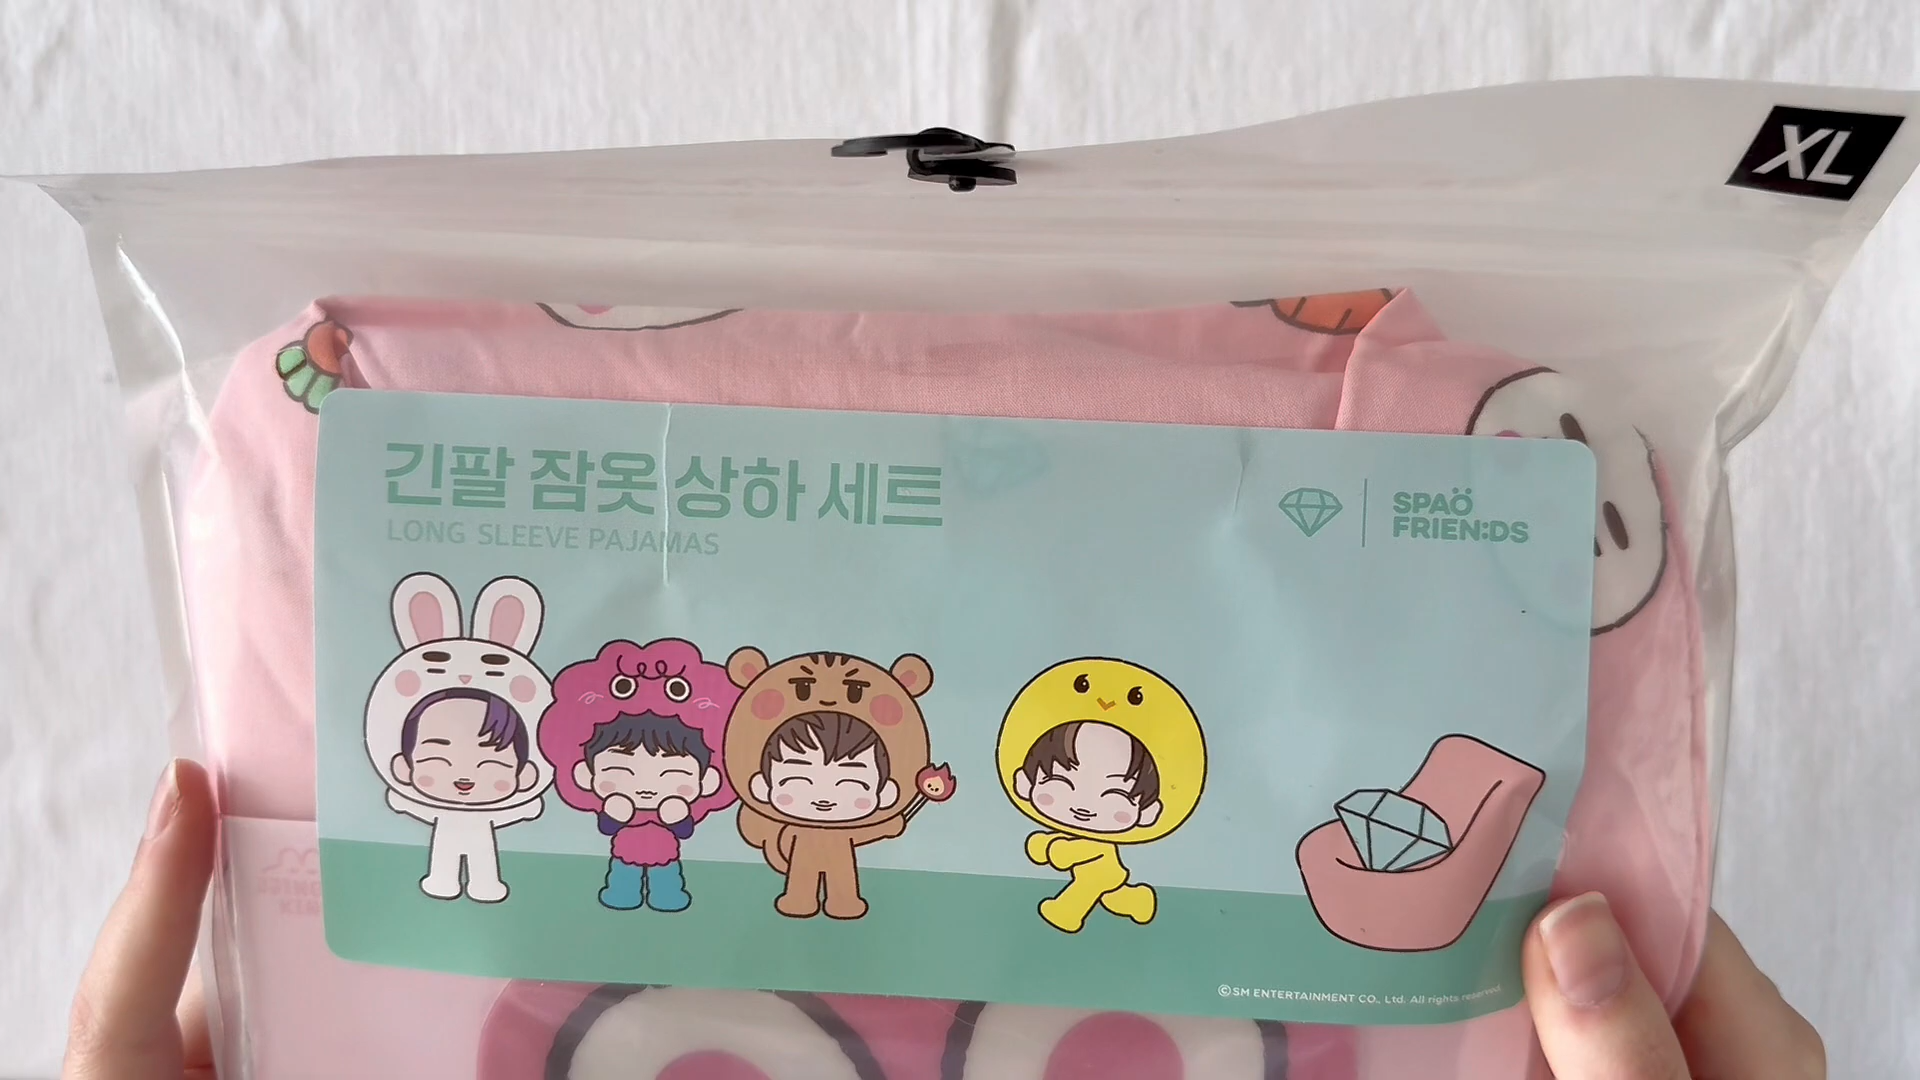 XL
긴팔 잠옷 상하 세트
LONG SLEEVE PAJAMAS
SPAÖ
FRIEN:DS
©SM ENTERTAINMENT CO., Ltd. All rights reserved.